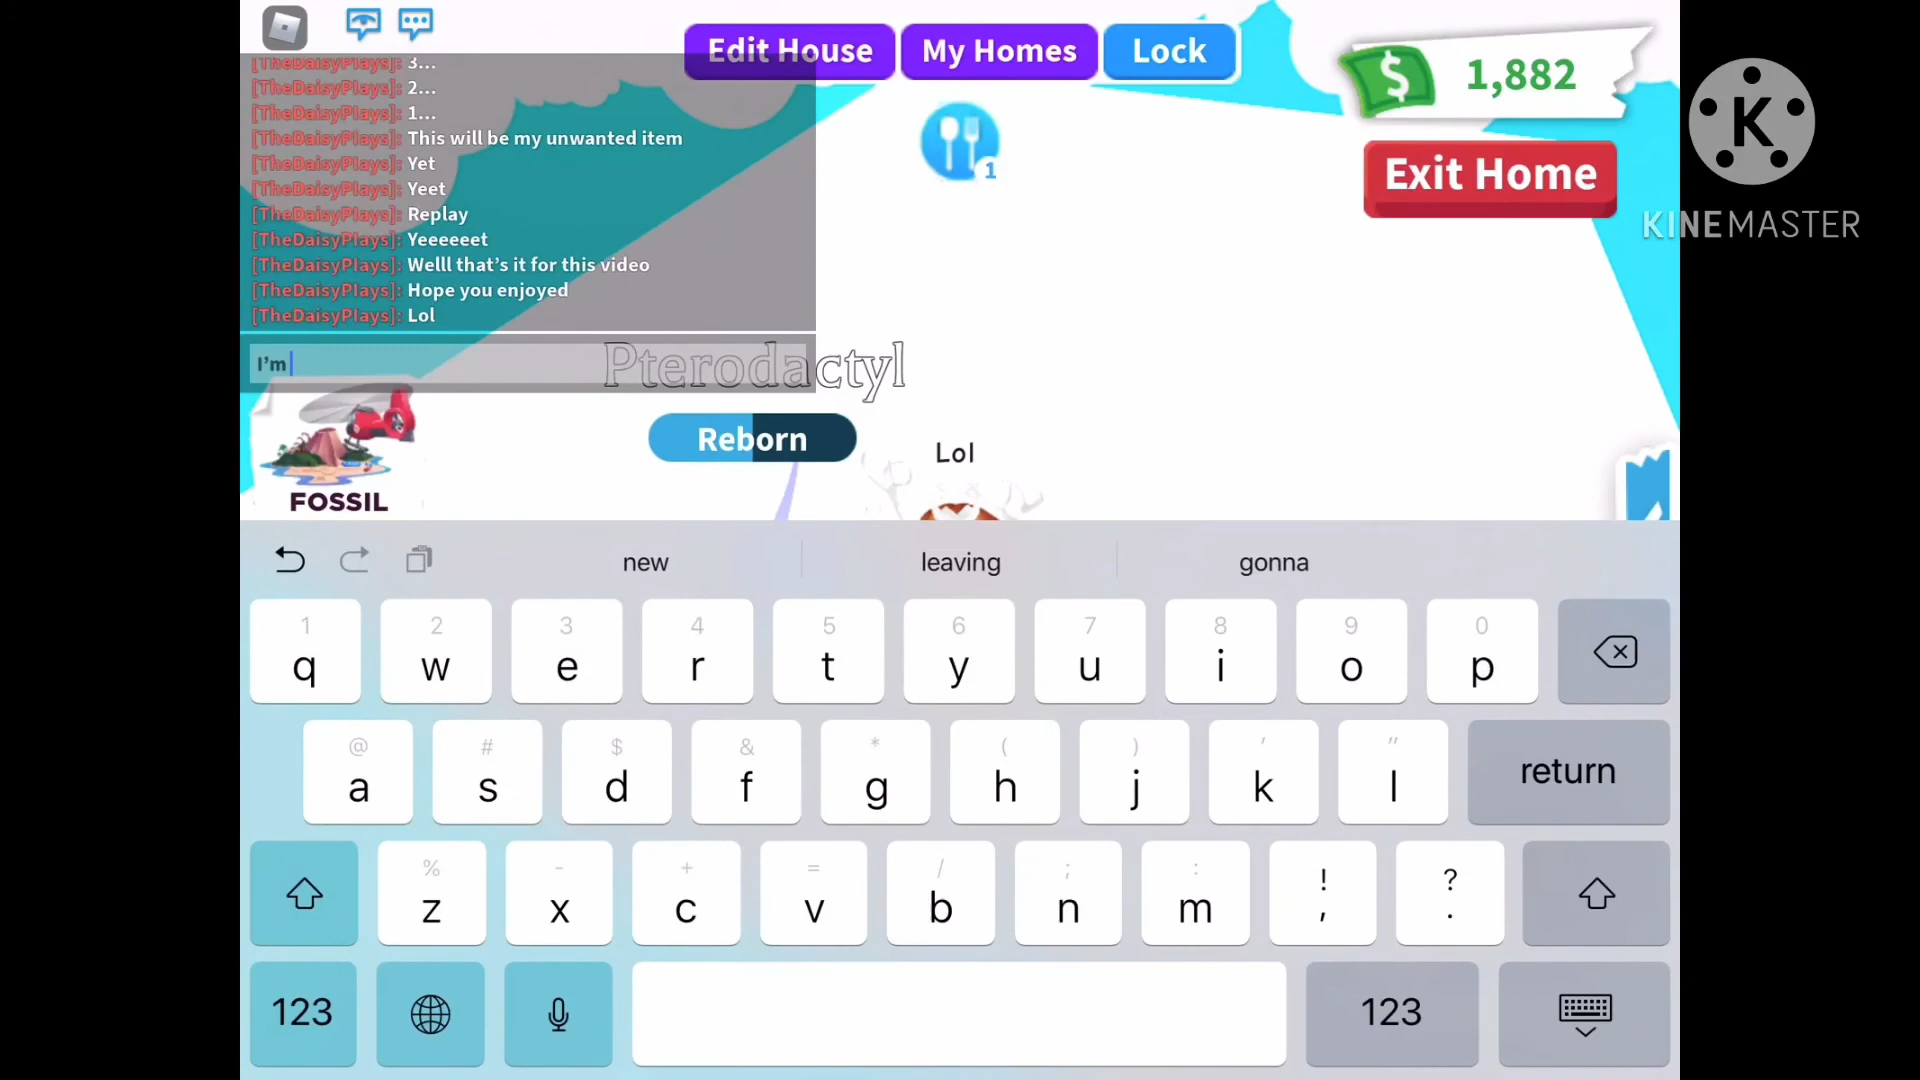 Edit House
My Homes
Lock
1,882
Exit Home
K
KINEMASTER
1
[TheDaisyPlays]: 3...
[TheDaisyPlays]: 2...
[TheDaisyPlays]: 1...
[TheDaisyPlays]: This will be my unwanted item
[TheDaisyPlays]: Yet
[TheDaisyPlays]: Yeet
[TheDaisyPlays]: Replay
[TheDaisyPlays]: Yeeeeeet
[TheDaisyPlays]: Welll that’s it for this video
[TheDaisyPlays]: Hope you enjoyed
[TheDaisyPlays]: Lol
I’m
Pterodactyl
Reborn
Lol
FOSSIL
new leaving gonna
1 2 3 4 5 6 7 8 9 0
q w e r t y u i o p
@ # $ & * ( ) ' "
a s d f g h j k l return
% - + = / ; : ! ?
z x c v b n m , .
123 123